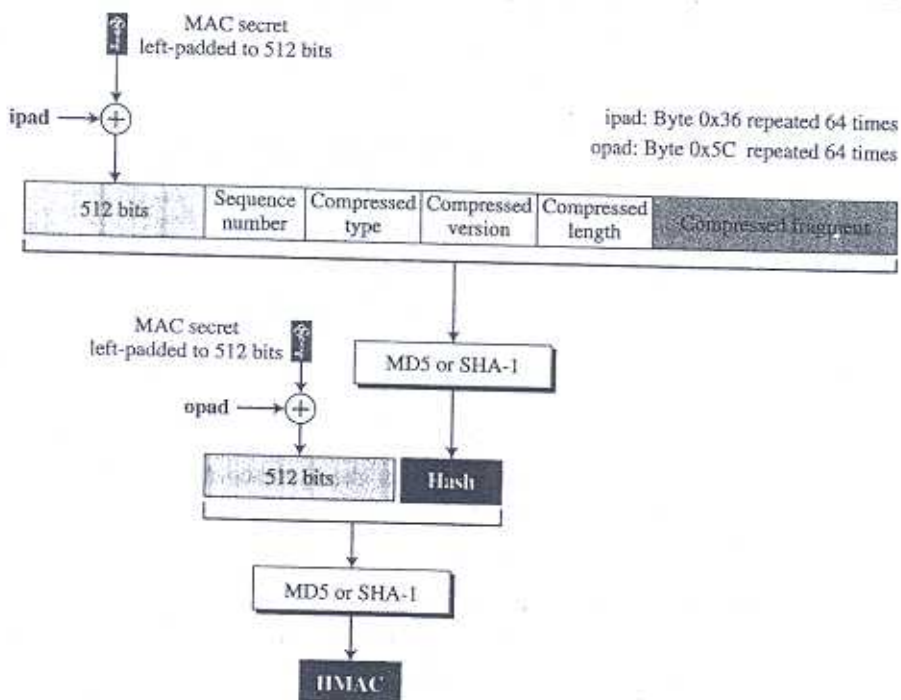 MAC secret
left-padded to 512 bits
ipad
ipad: Byte 0x36 repeated 64 times
opad: Byte 0x5C repeated 64 times
512 bits
Sequence
number
Compressed
type
Compressed
version
Compressed
length
Compressed fragment
MAC secret
left-padded to 512 bits
MD5 or SHA-1
opad
512 bits
Hash
MD5 or SHA-1
HMAC